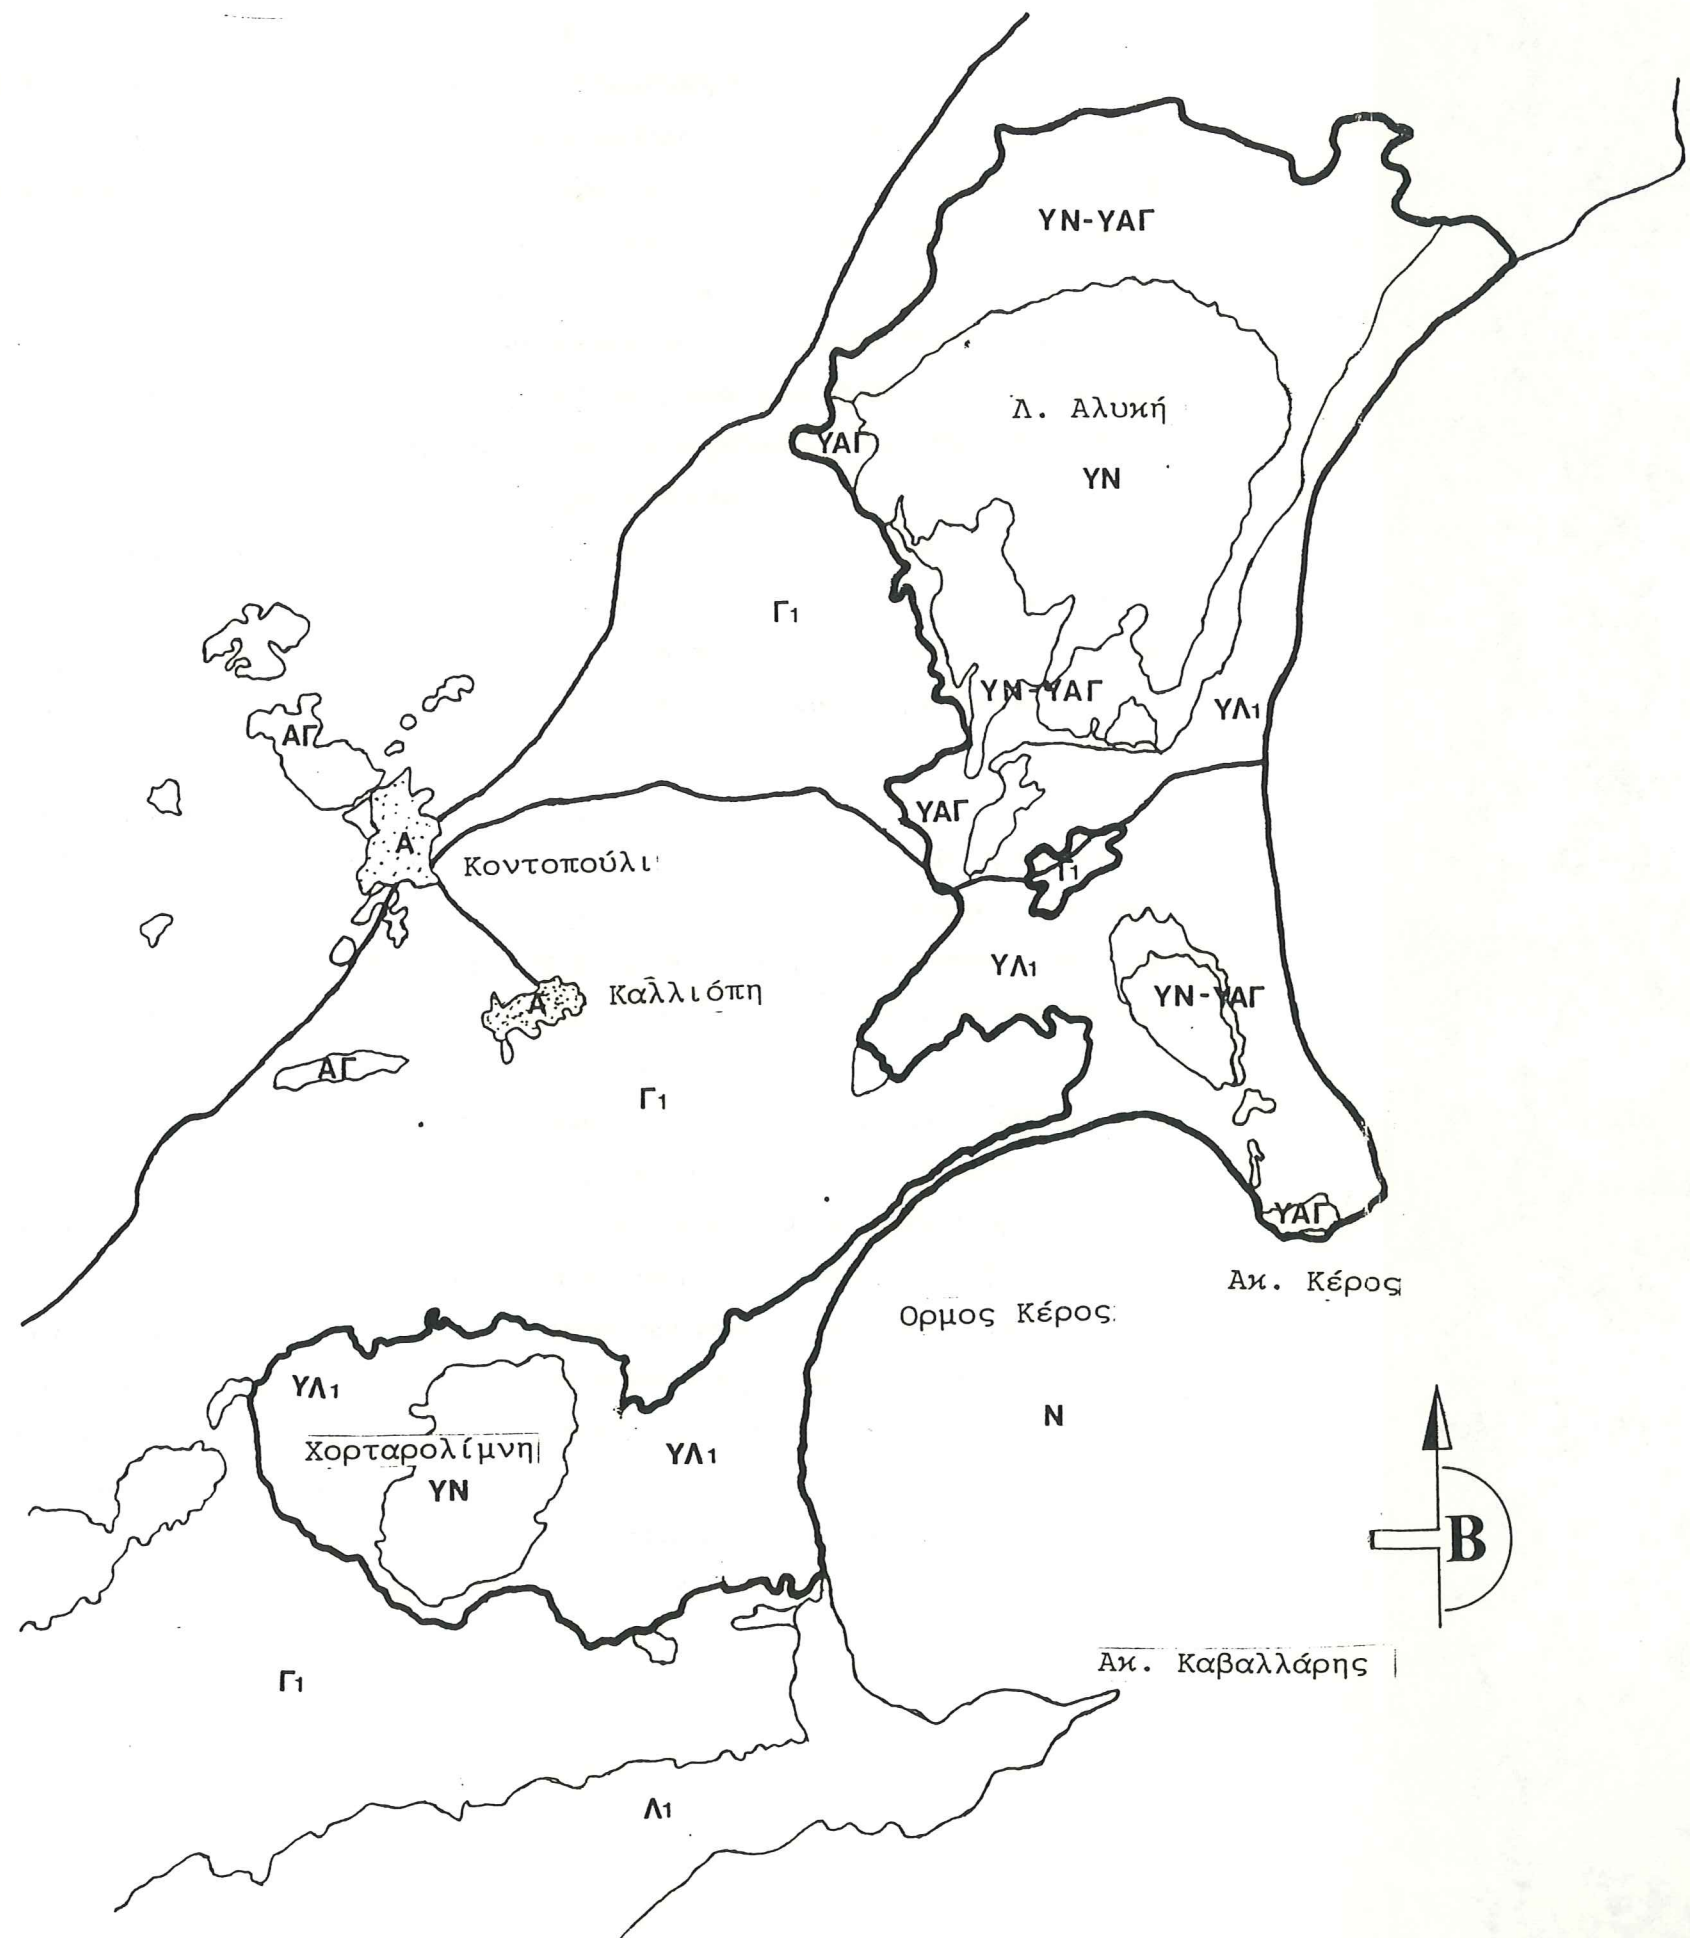 ΥΝ-ΥΑΓ
Λ. Αλυκή
ΥΑΓ
ΥΝ
Γ1
ΥΝ-ΥΑΓ
ΥΛ1
ΑΓ
ΥΑΓ
Α
Κοντοπούλι
Γ1
ΥΛ1
ΥΝ-ΥΑΓ
Α
Καλλιόπη
ΑΓ
Γ1
ΥΑΓ
Ακ. Κέρος
Ορμος Κέρος
ΥΛ1
Ν
Χορταρολίμνη
ΥΛ1
ΥΝ
Β
Ακ. Καβαλλάρης
Γ1
Λ1